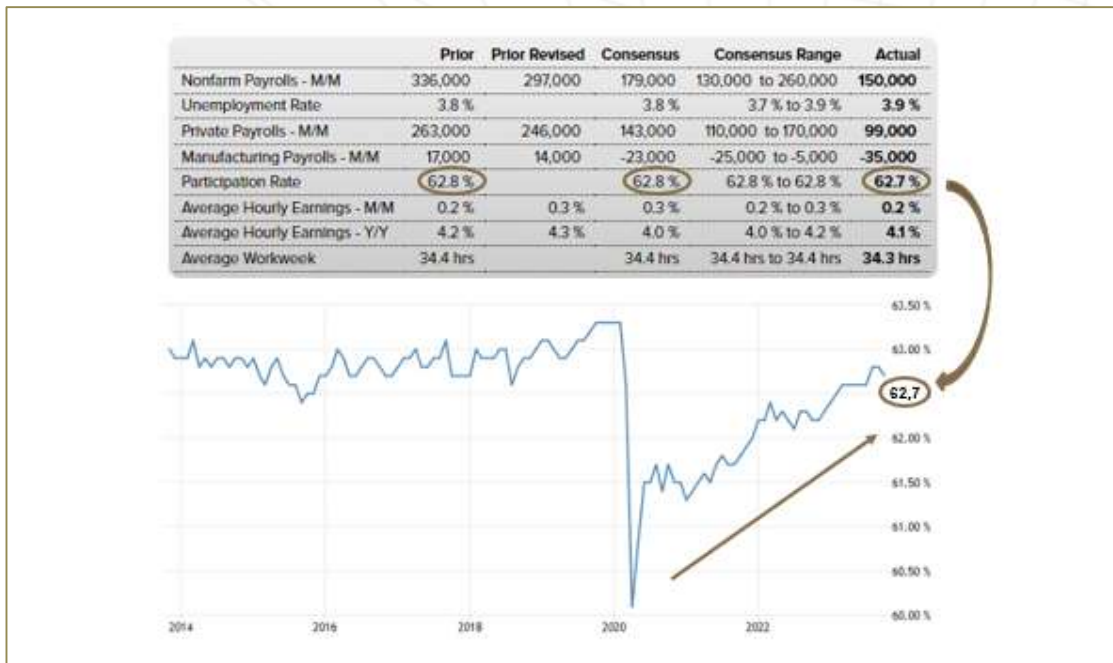 Prior Prior Revised Consensus Consensus Range Actual
Nonfarm Payrolls - M/M 336,000 297,000 179,000 130,000 to 260,000 150,000
Unemployment Rate 3.8 % 3.8 % 3.7 % to 3.9 % 3.9 %
Private Payrolls - M/M 263,000 246,000 143,000 110,000 to 170,000 99,000
Manufacturing Payrolls - M/M 17,000 14,000 -23,000 -25,000 to -5,000 -35,000
Participation Rate 62.8 % 62.8 % 62.8 % to 62.8 % 62.7 %
Average Hourly Earnings - M/M 0.2 % 0.3 % 0.3 % 0.2 % to 0.3 % 0.2 %
Average Hourly Earnings - Y/Y 4.2 % 4.3 % 4.0 % 4.0 % to 4.2 % 4.1 %
Average Workweek 34.4 hrs 34.4 hrs 34.4 hrs to 34.4 hrs 34.3 hrs
63.50 %
63.00 %
62,7
62.00 %
61.50 %
61.00 %
60.50 %
60.00 %
2014 2016 2018 2020 2022